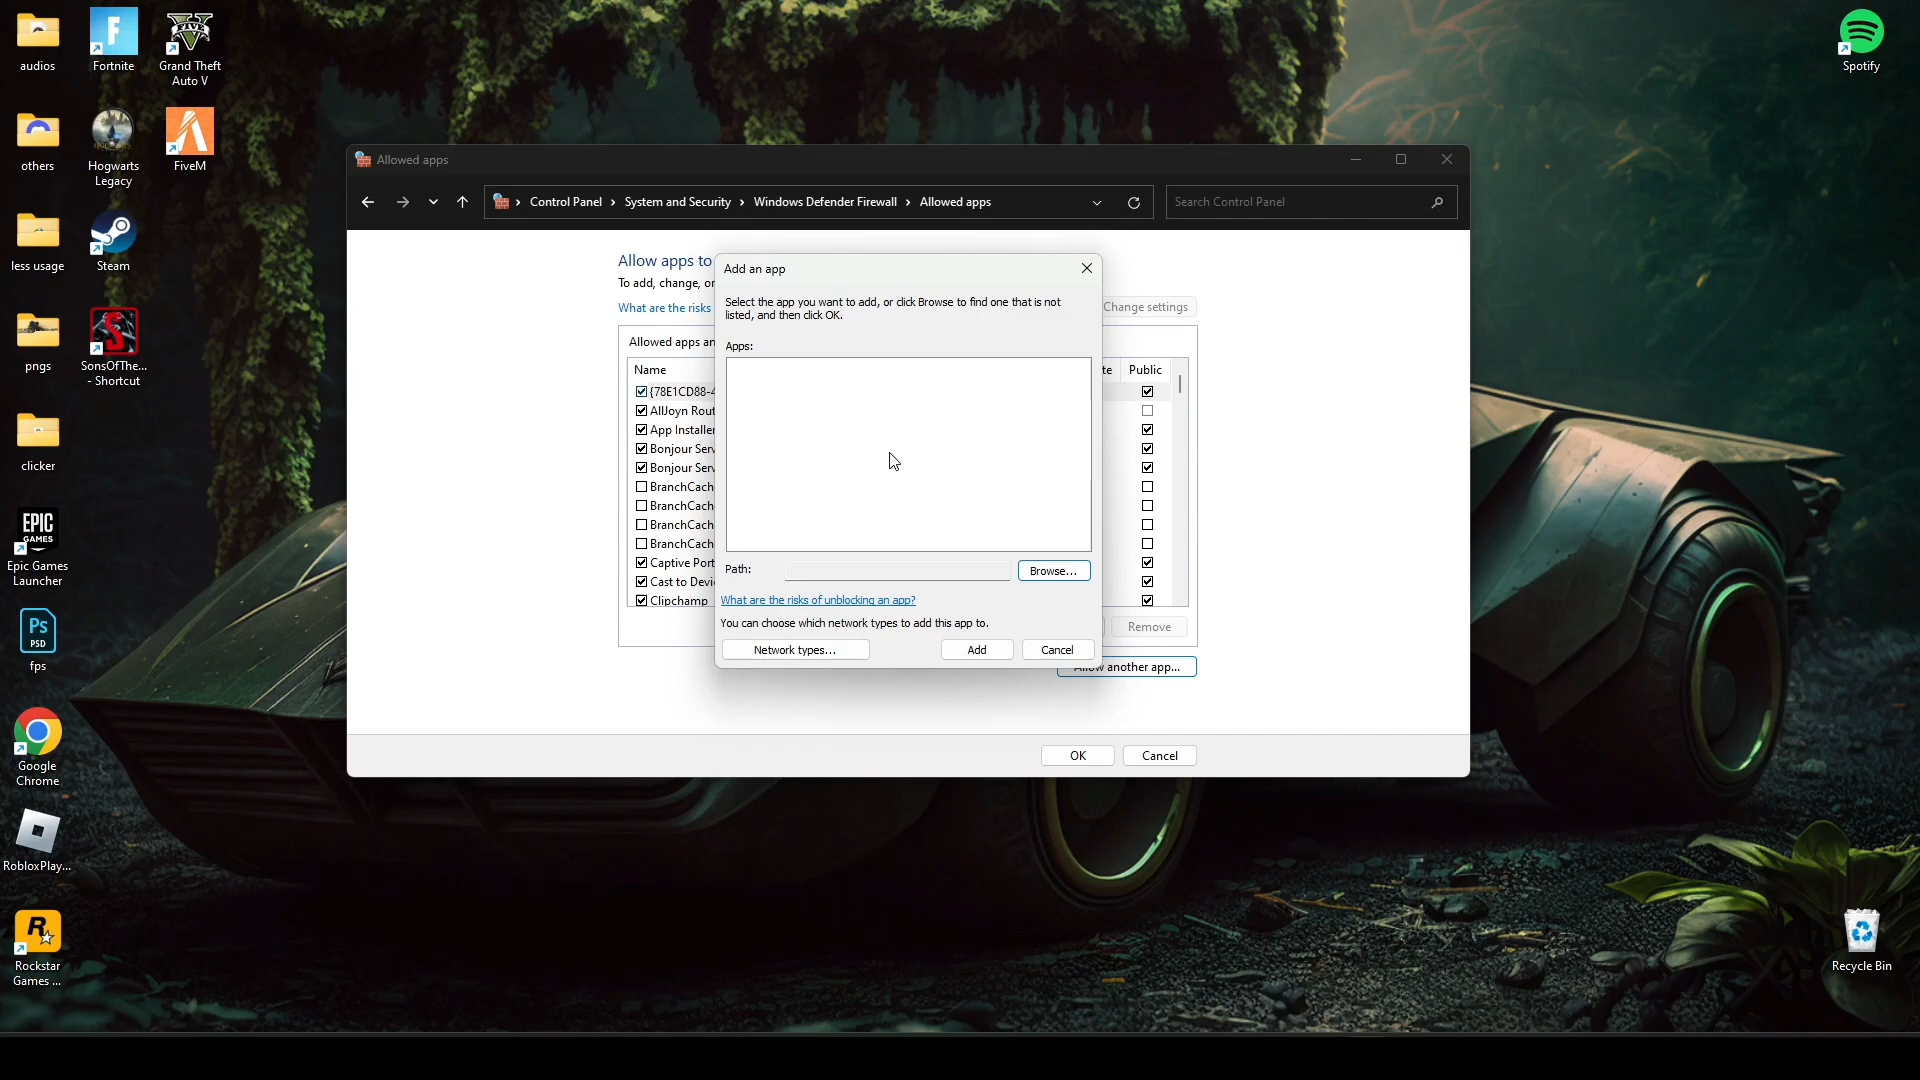 audios
Fortnite
Grand Theft
Auto V
Spotify
others
Hogwarts
Legacy
FiveM
less usage
Steam
pngs
SonsOfThe...
- Shortcut
clicker
EPIC
GAMES
Epic Games
Launcher
Ps
PSD
fps
Google
Chrome
RobloxPlay...
Rockstar
Games ...
Recycle Bin
Allowed apps
Control Panel › System and Security › Windows Defender Firewall › Allowed apps
Search Control Panel
Allow apps to
To add, change, or
What are the risks
Change settings
Allowed apps an
Name
te
Public
{78E1CD88-4
AllJoyn Rout
App Installer
Bonjour Serv
Bonjour Serv
BranchCach
BranchCach
BranchCach
BranchCach
Captive Port
Cast to Devi
Clipchamp
Remove
Allow another app...
OK
Cancel
Add an app
Select the app you want to add, or click Browse to find one that is not
listed, and then click OK.
Apps:
Path:
Browse...
What are the risks of unblocking an app?
You can choose which network types to add this app to.
Network types...
Add
Cancel